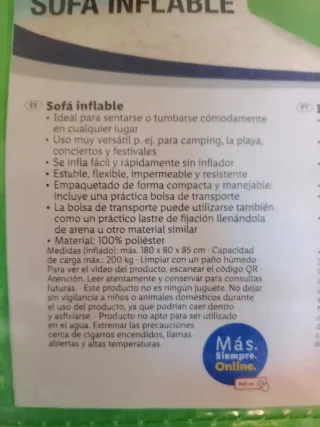 SOFÁ INFLABLE
ES Sofá inflable
• Ideal para sentarse o tumbarse cómodamente
en cualquier lugar
• Uso muy versátil p. ej. para camping, la playa,
conciertos y festivales
• Se infla fácil y rápidamente sin inflador
• Estable, flexible, impermeable y resistente
• Empaquetado de forma compacta y manejable:
incluye una práctica bolsa de transporte
• La bolsa de transporte puede utilizarse también
como un práctico lastre de fijación llenándola
de arena u otro material similar
• Material: 100% poliéster
Medidas (inflado): máx. 180 x 80 x 85 cm · Capacidad
de carga máx.: 200 kg · Limpiar con un paño húmedo ·
Para ver el vídeo del producto, escanear el código QR ·
Atención. Leer atentamente y conservar para consultas
futuras. · Este producto no es ningún juguete. No dejar
sin vigilancia a niños o animales domésticos durante
el uso del producto, ya que podrían caer dentro
y asfixiarse. · Producto no apto para ser utilizado
en el agua. Extremar las precauciones
cerca de cigarros encendidos, llamas
abiertas y altas temperaturas.
Más.
Siempre.
Online.
PT